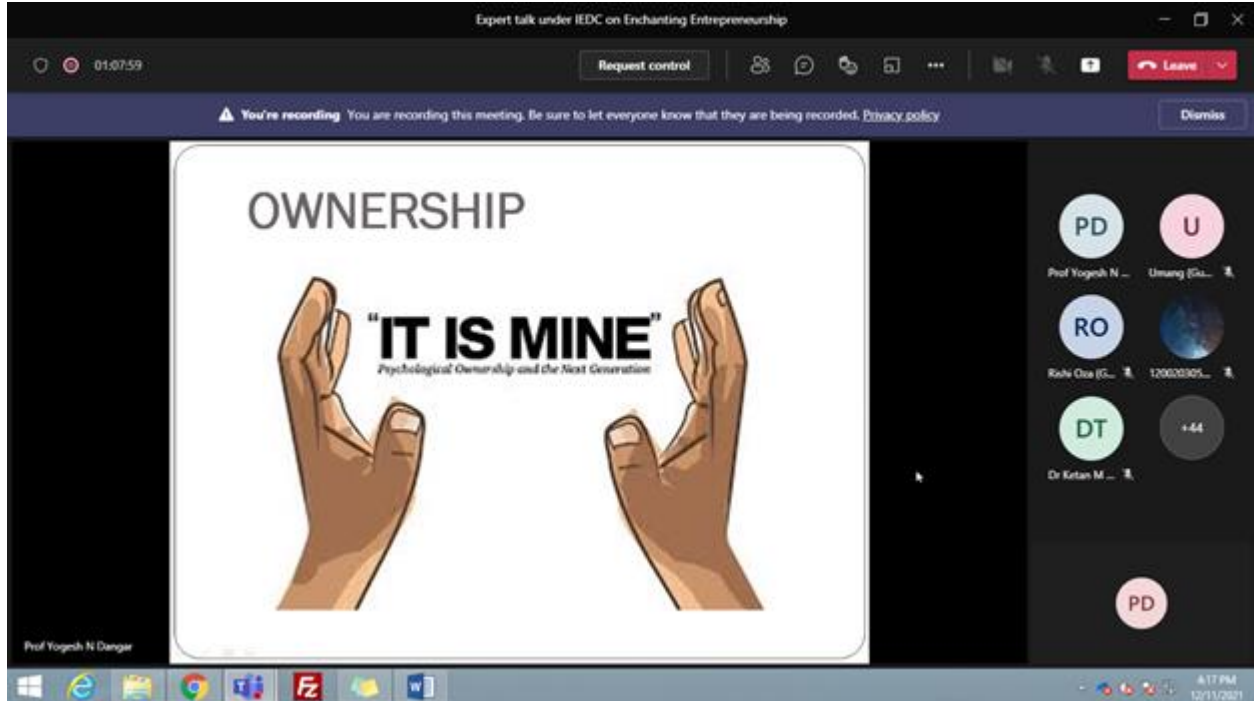 Expert talk under IEDC on Enchanting Entrepreneurship
01:07:59
Request control
Leave
You're recording You are recording this meeting. Be sure to let everyone know that they are being recorded. Privacy policy
Dismiss
OWNERSHIP
"IT IS MINE"
Psychological Ownership and the Next Generation
PD
U
Prof Yogesh N ...
Umang (Gu...
RO
Rishi Oza (G...
120020305...
DT
+44
Dr Ketan M ...
PD
Prof Yogesh N Dangar
Fz
W
4:17 PM
12/11/2021